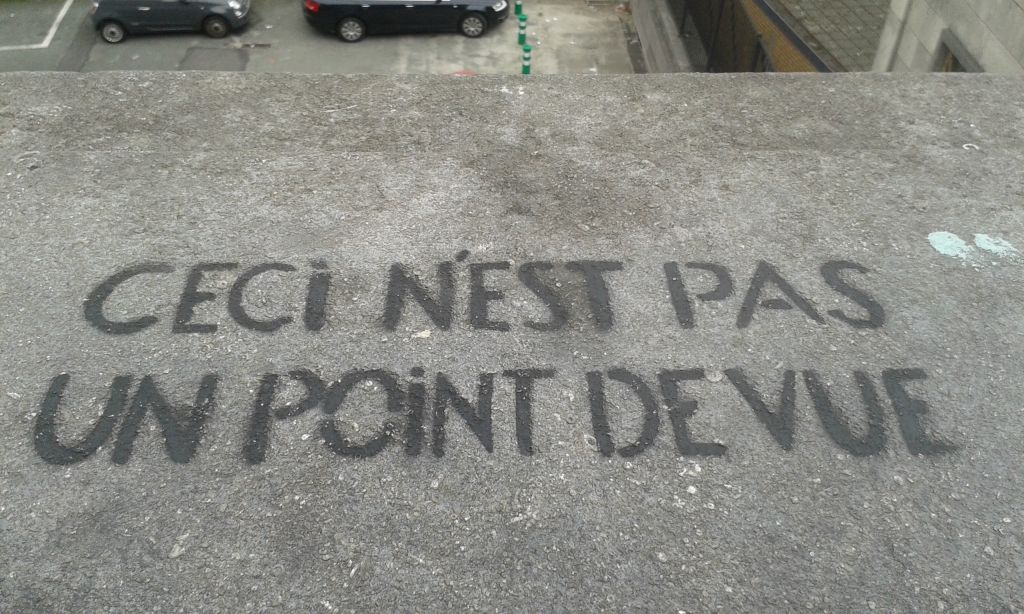 CECI N'EST PAS
UN POINT DE VUE